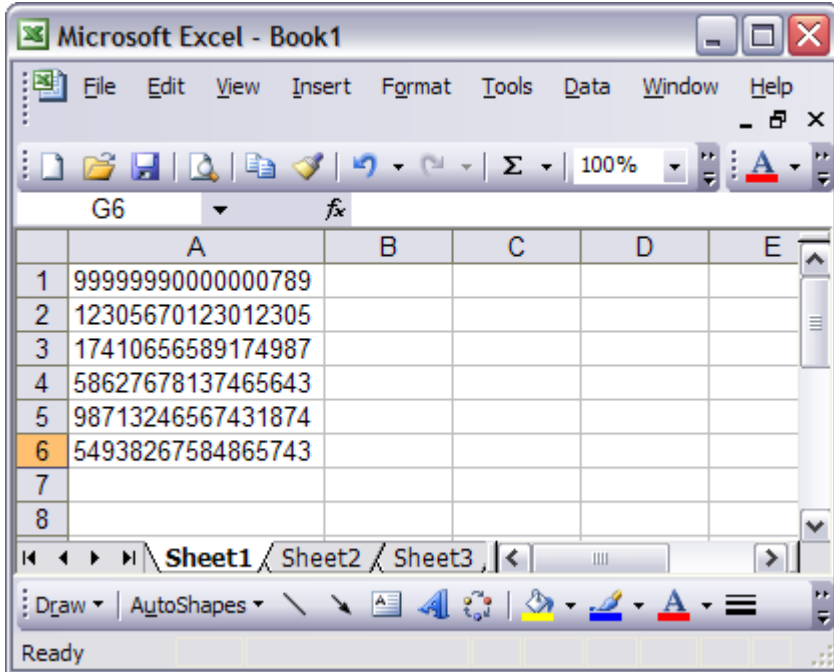 Microsoft Excel - Book1
File Edit View Insert Format Tools Data Window Help
Σ 100% A
G6 fx
A B C D E
1 99999990000000789
2 12305670123012305
3 17410656589174987
4 58627678137465643
5 98713246567431874
6 54938267584865743
7
8
Sheet1 Sheet2 Sheet3
Draw AutoShapes A A A
Ready